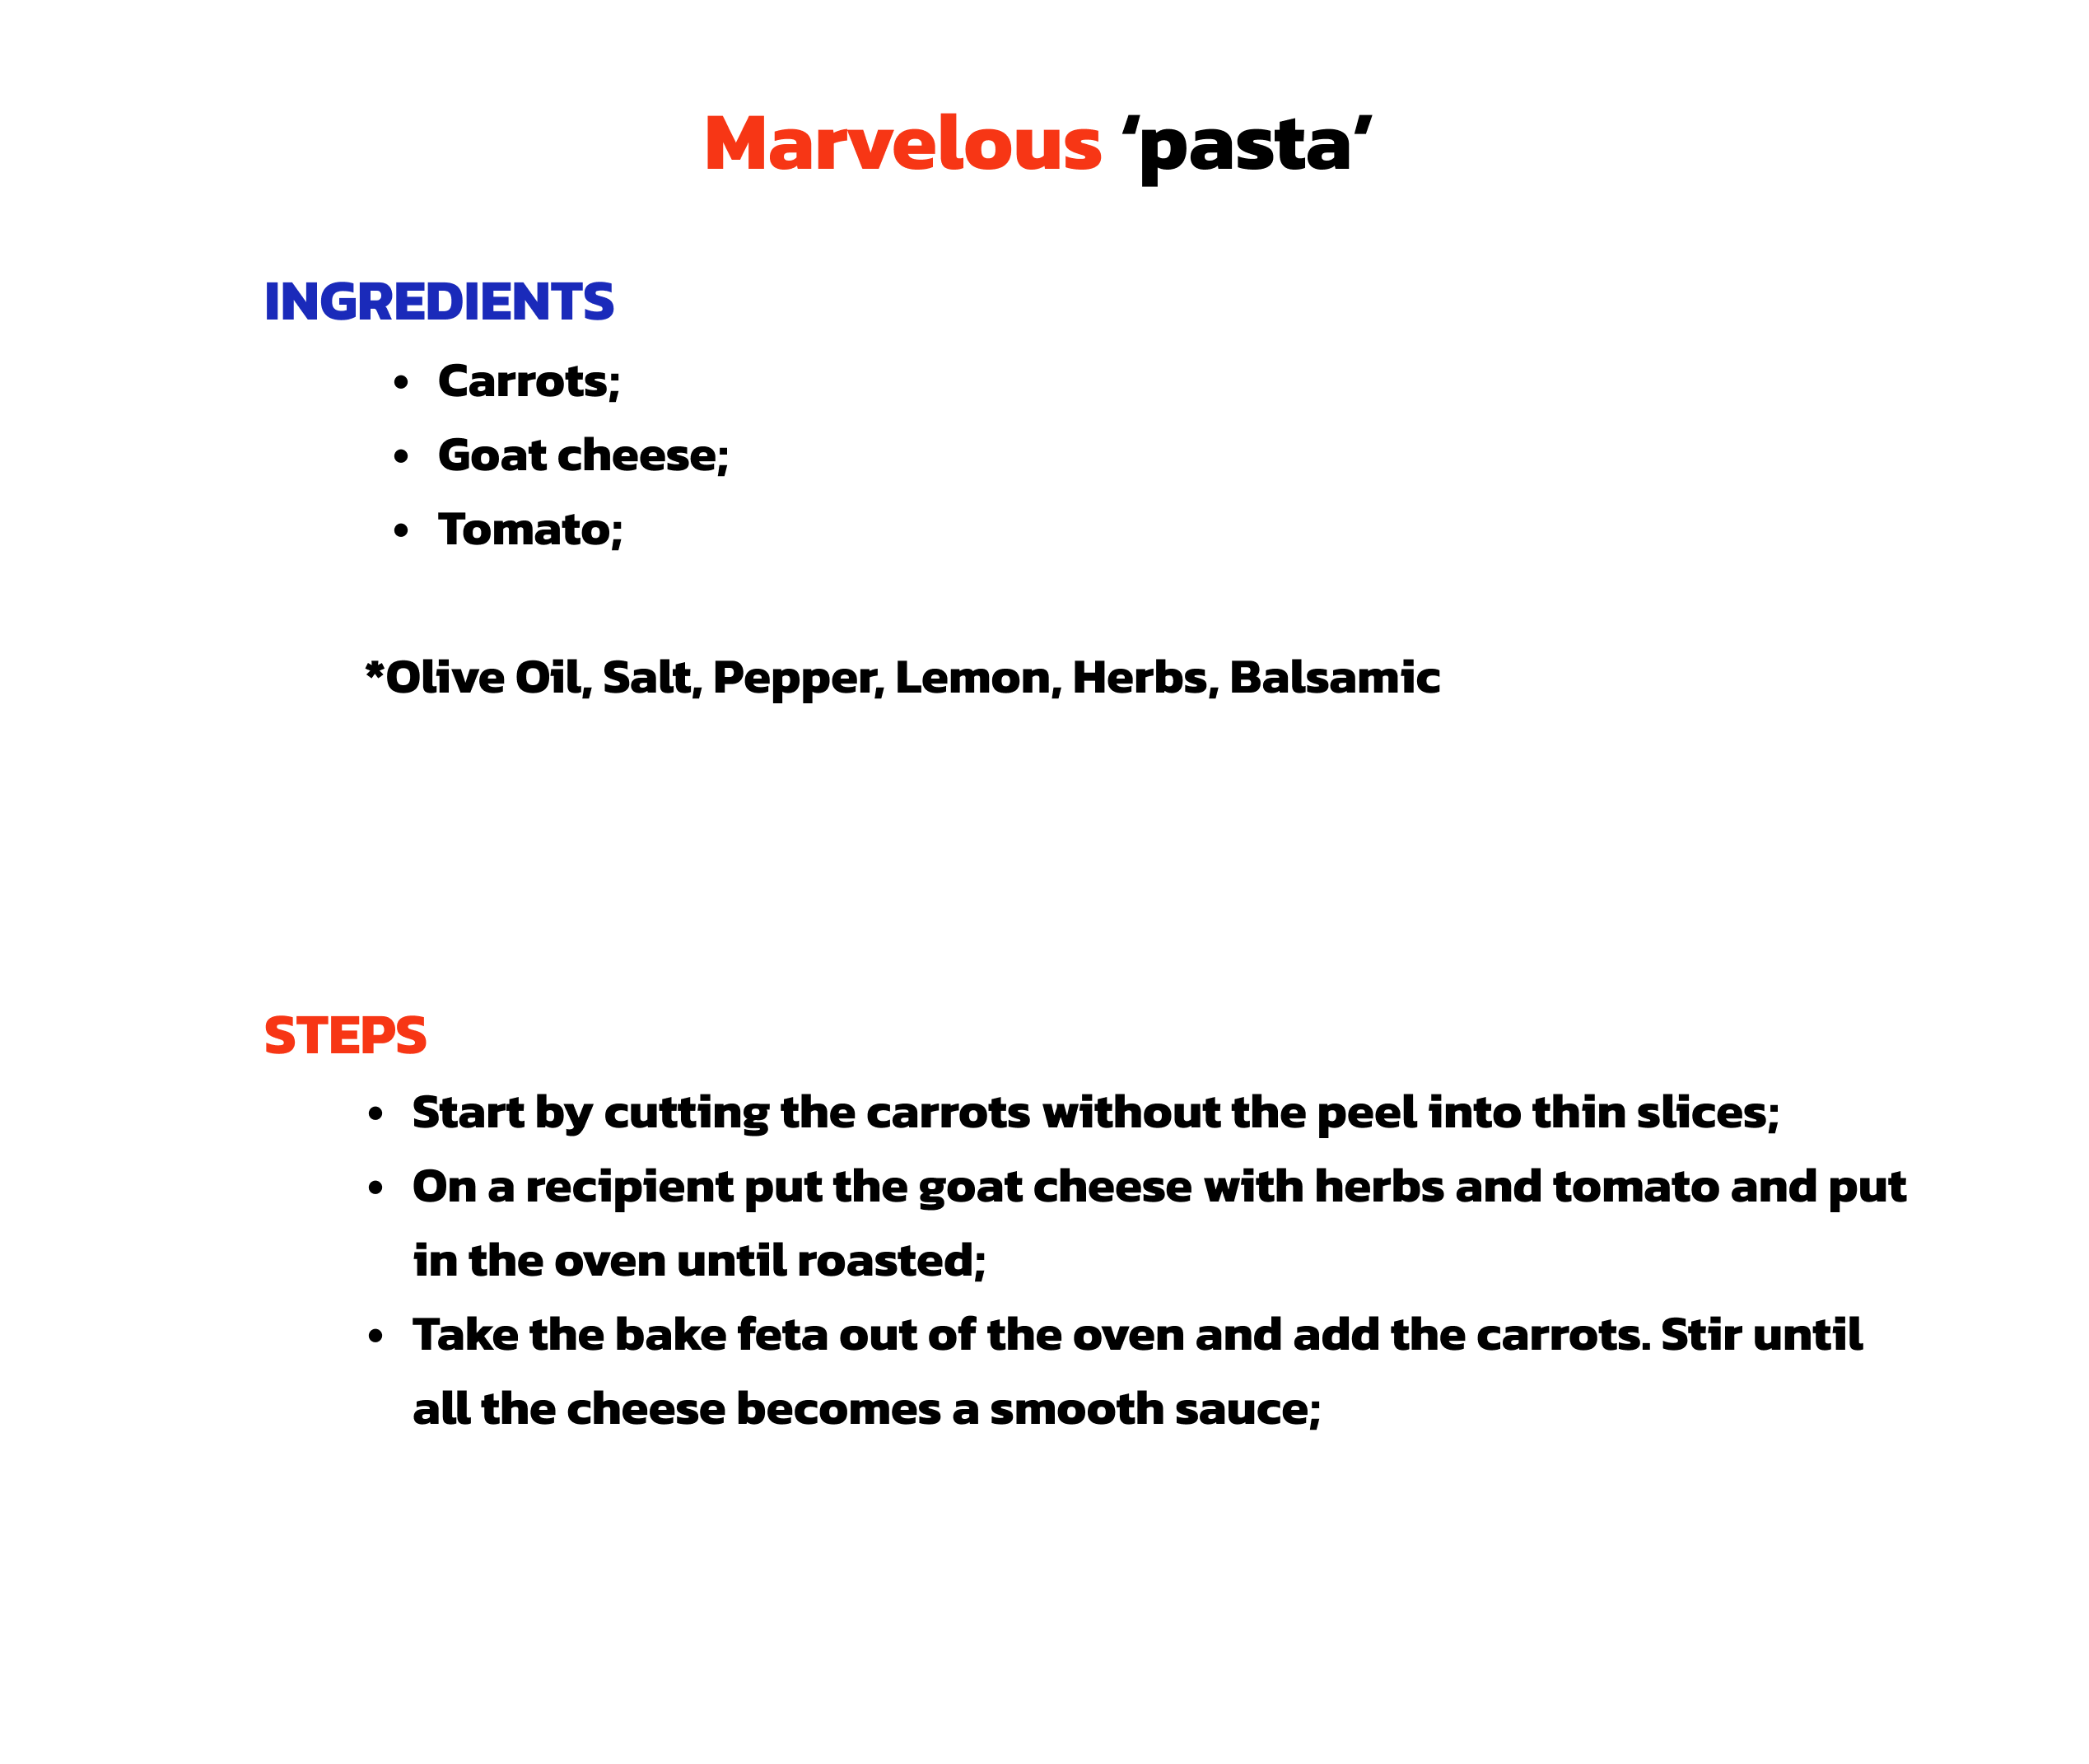 Marvelous ‘pasta‘
INGREDIENTS
• Carrots;
• Goat cheese;
• Tomato;
*Olive Oil, Salt, Pepper, Lemon, Herbs, Balsamic
STEPS
• Start by cutting the carrots without the peel into thin slices;
• On a recipient put the goat cheese with herbs and tomato and put
in the oven until roasted;
• Take the bake feta out of the oven and add the carrots. Stir until
all the cheese becomes a smooth sauce;